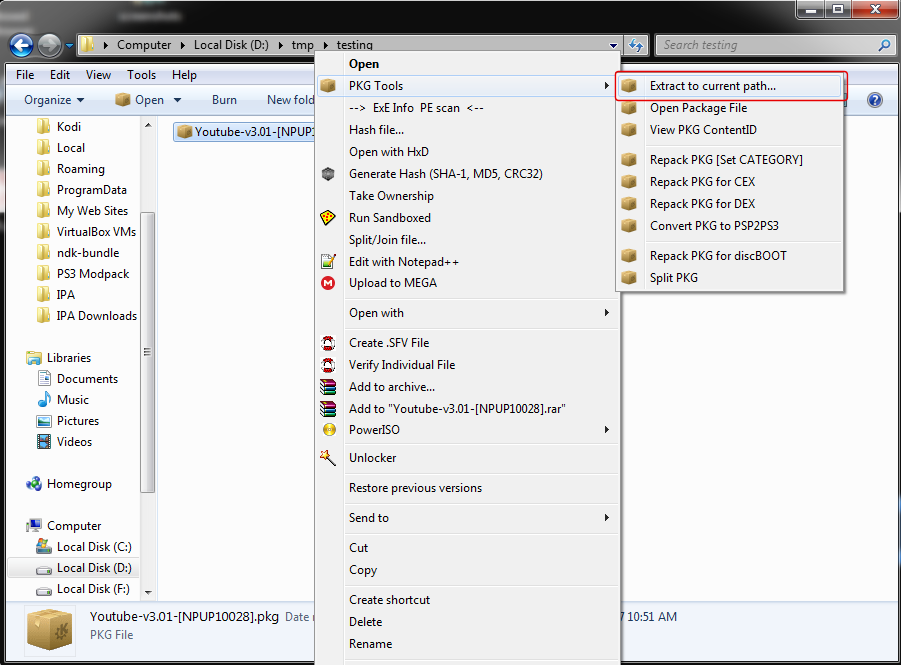 Computer ▸ Local Disk (D:) ▸ tmp ▸ testing
Search testing
File Edit View Tools Help
Organize Open Burn New fold
Kodi
Local
Roaming
ProgramData
My Web Sites
VirtualBox VMs
ndk-bundle
PS3 Modpack
IPA
IPA Downloads
Libraries
Documents
Music
Pictures
Videos
Homegroup
Computer
Local Disk (C:)
Local Disk (D:)
Local Disk (F:)
Youtube-v3.01-[NPUP1
Open
PKG Tools
--> ExE Info PE scan <--
Hash file...
Open with HxD
Generate Hash (SHA-1, MD5, CRC32)
Take Ownership
Run Sandboxed
Split/Join file...
Edit with Notepad++
Upload to MEGA
Open with
Create .SFV File
Verify Individual File
Add to archive...
Add to "Youtube-v3.01-[NPUP10028].rar"
PowerISO
Unlocker
Restore previous versions
Send to
Cut
Copy
Create shortcut
Delete
Rename
Extract to current path...
Open Package File
View PKG ContentID
Repack PKG [Set CATEGORY]
Repack PKG for CEX
Repack PKG for DEX
Convert PKG to PSP2PS3
Repack PKG for discBOOT
Split PKG
Youtube-v3.01-[NPUP10028].pkg Date 7 10:51 AM
PKG File